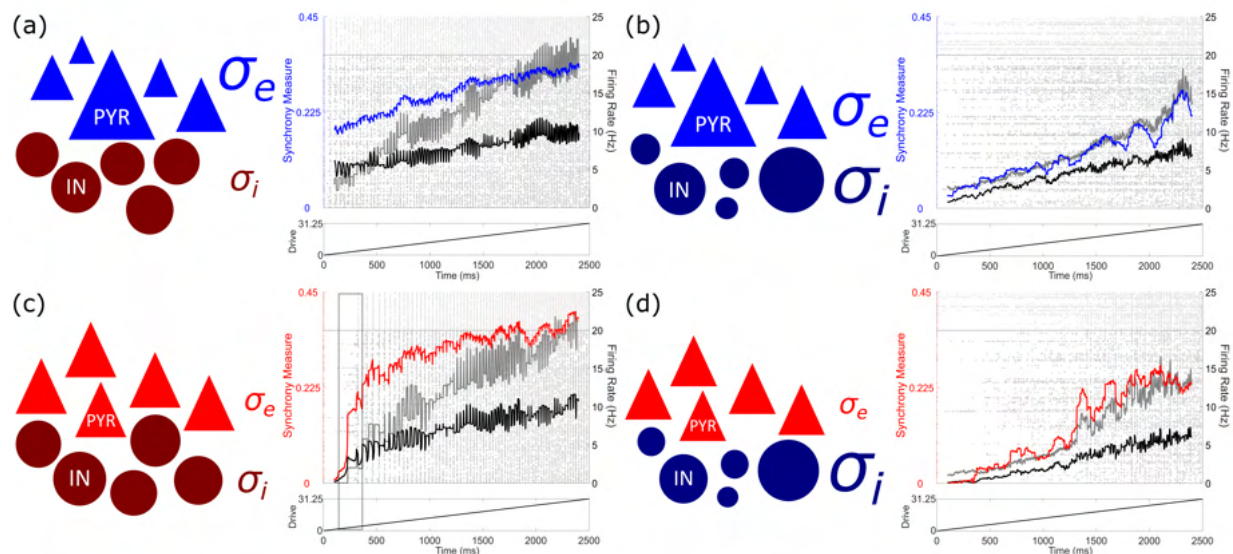 (a)
σe
PYR
IN
σi
Synchrony Measure
0.45
0.225
0
Firing Rate (Hz)
25
20
15
10
5
0
Drive
31.25
0
0 500 1000 1500 2000 2500
Time (ms)
(b)
σe
PYR
IN
σi
Synchrony Measure
0.45
0.225
0
Firing Rate (Hz)
25
20
15
10
5
0
Drive
31.25
0
0 500 1000 1500 2000 2500
Time (ms)
(c)
σe
PYR
IN
σi
Synchrony Measure
0.45
0.225
0
Firing Rate (Hz)
25
20
15
10
5
0
Drive
31.25
0
0 500 1000 1500 2000 2500
Time (ms)
(d)
σe
PYR
IN
σi
Synchrony Measure
0.45
0.225
0
Firing Rate (Hz)
25
20
15
10
5
0
Drive
31.25
0
0 500 1000 1500 2000 2500
Time (ms)